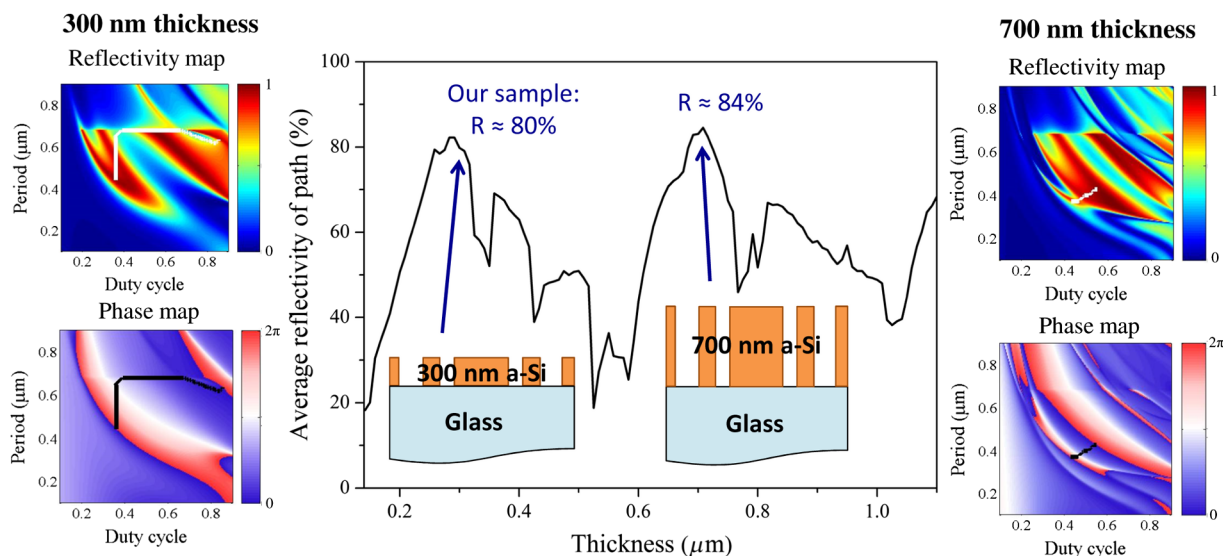 300 nm thickness
Reflectivity map
Period (μm)
0.8
0.6
0.4
0.2
0.2
0.4
0.6
0.8
Duty cycle
1
0
Phase map
Period (μm)
0.8
0.6
0.4
0.2
0.2
0.4
0.6
0.8
Duty cycle
2π
0
Average reflectivity of path (%)
100
80
60
40
20
0
0.2
0.4
0.6
0.8
1.0
Thickness (μm)
Our sample:
R ≈ 80%
R ≈ 84%
300 nm a-Si
Glass
700 nm a-Si
Glass
700 nm thickness
Reflectivity map
Period (μm)
0.8
0.6
0.4
0.2
0.2
0.4
0.6
0.8
Duty cycle
1
0
Phase map
Period (μm)
0.8
0.6
0.4
0.2
0.2
0.4
0.6
0.8
Duty cycle
2π
0